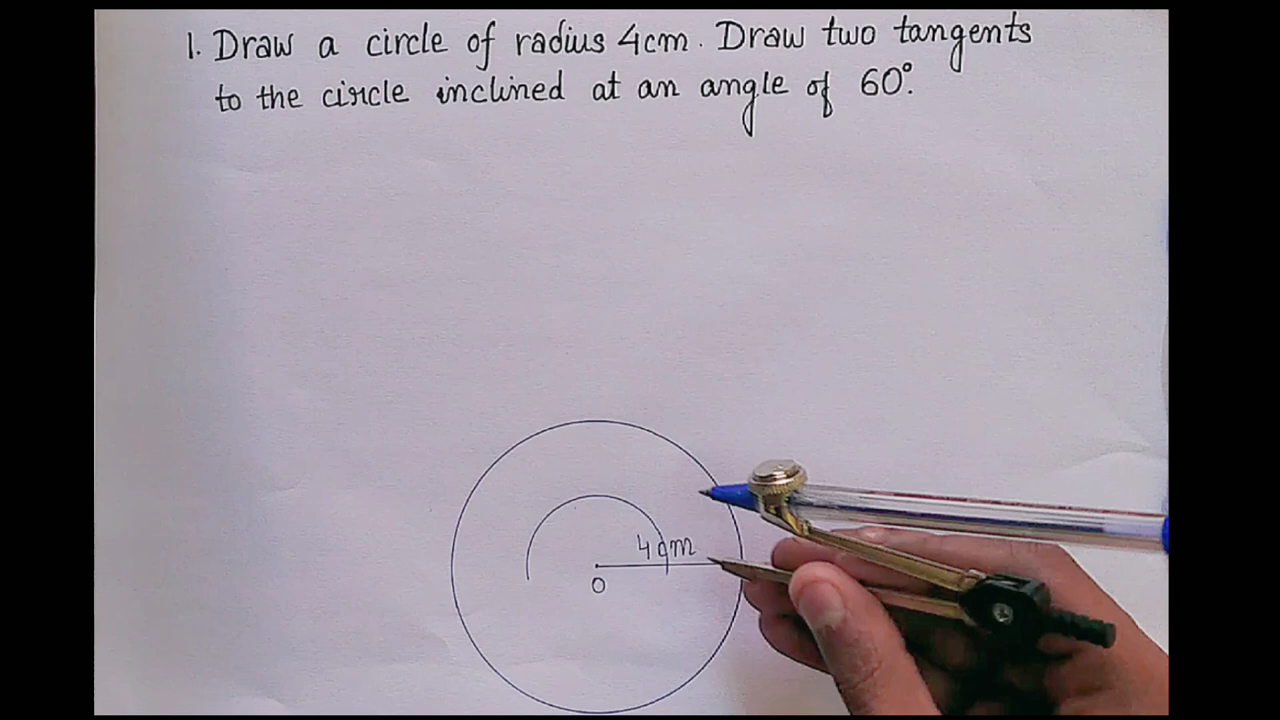 1. Draw a circle of radius 4cm. Draw two tangents
to the circle inclined at an angle of 60°.
4cm
O